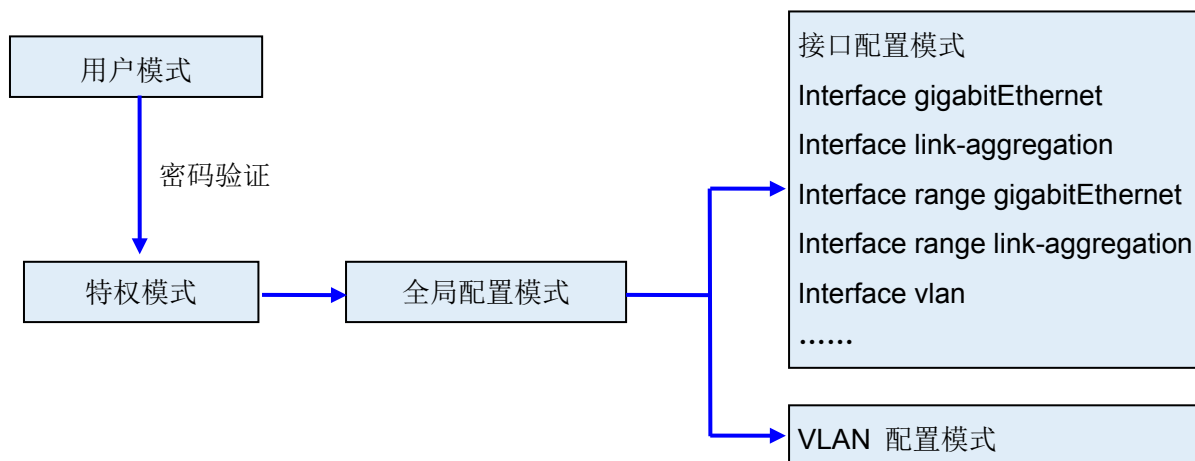 用户模式
密码验证
特权模式
全局配置模式
接口配置模式
Interface gigabitEthernet
Interface link-aggregation
Interface range gigabitEthernet
Interface range link-aggregation
Interface vlan
……
VLAN 配置模式